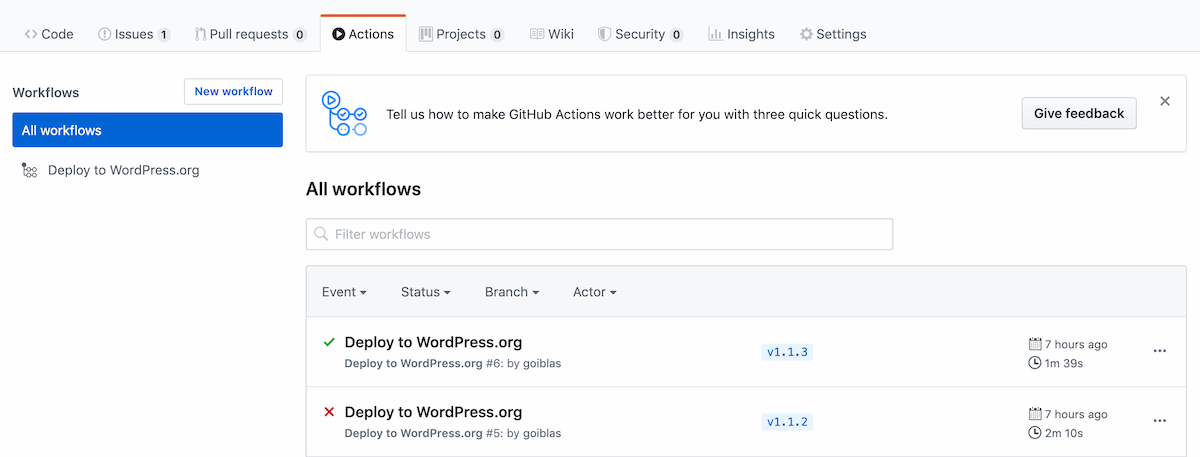 Code Issues 1 Pull requests 0 Actions Projects 0 Wiki Security 0 Insights Settings
Workflows New workflow
All workflows
Deploy to WordPress.org
Tell us how to make GitHub Actions work better for you with three quick questions. Give feedback
All workflows
Filter workflows
Event Status Branch Actor
Deploy to WordPress.org
Deploy to WordPress.org #6: by goiblas
v1.1.3
7 hours ago
1m 39s
Deploy to WordPress.org
Deploy to WordPress.org #5: by goiblas
v1.1.2
7 hours ago
2m 10s